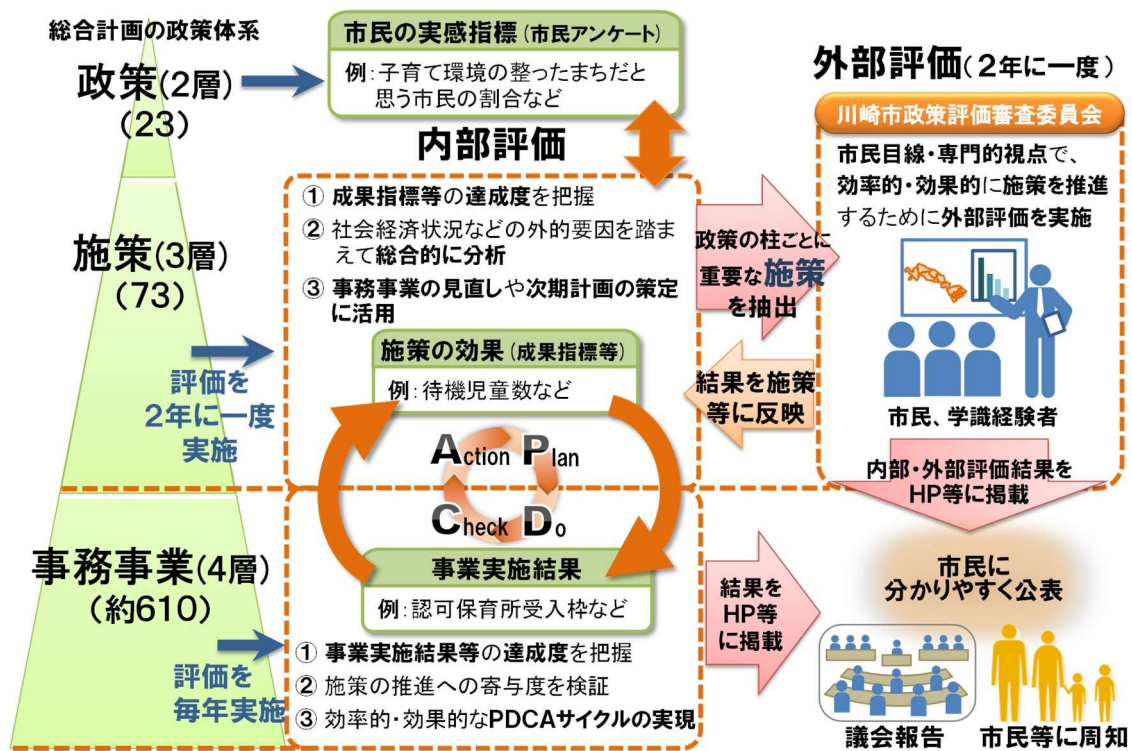 総合計画の政策体系
政策(2層)
(23)
施策(3層)
(73)
評価を
2年に一度
実施
事務事業(4層)
(約610)
評価を
毎年実施
市民の実感指標(市民アンケート)
例:子育て環境の整ったまちだと
思う市民の割合など
内部評価
① 成果指標等の達成度を把握
② 社会経済状況などの外的要因を踏ま
えて総合的に分析
③ 事務事業の見直しや次期計画の策定
に活用
施策の効果(成果指標等)
例:待機児童数など
Action Plan
Check Do
事業実施結果
例:認可保育所受入枠など
① 事業実施結果等の達成度を把握
② 施策の推進への寄与度を検証
③ 効率的・効果的なPDCAサイクルの実現
政策の柱ごとに
重要な施策
を抽出
結果を施策
等に反映
結果を
HP等
に掲載
外部評価(2年に一度)
川崎市政策評価審査委員会
市民目線・専門的視点で、
効率的・効果的に施策を推進
するために外部評価を実施
市民、学識経験者
内部・外部評価結果を
HP等に掲載
市民に
分かりやすく公表
議会報告
市民等に周知